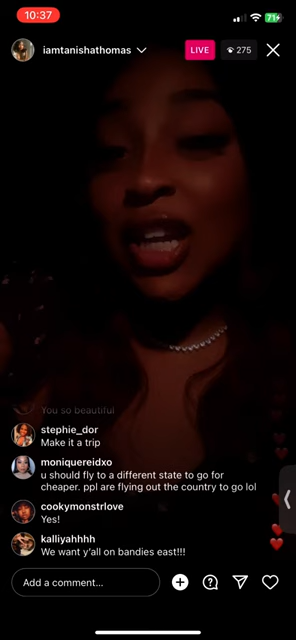 10:37
71
iamtanishathomas
LIVE
275
You so beautiful
stephie_dor
Make it a trip
moniquereidxo
u should fly to a different state to go for
cheaper. ppl are flying out the country to go lol
cookymonstrlove
Yes!
kalliyahhhh
We want y'all on bandies east!!!
Add a comment...